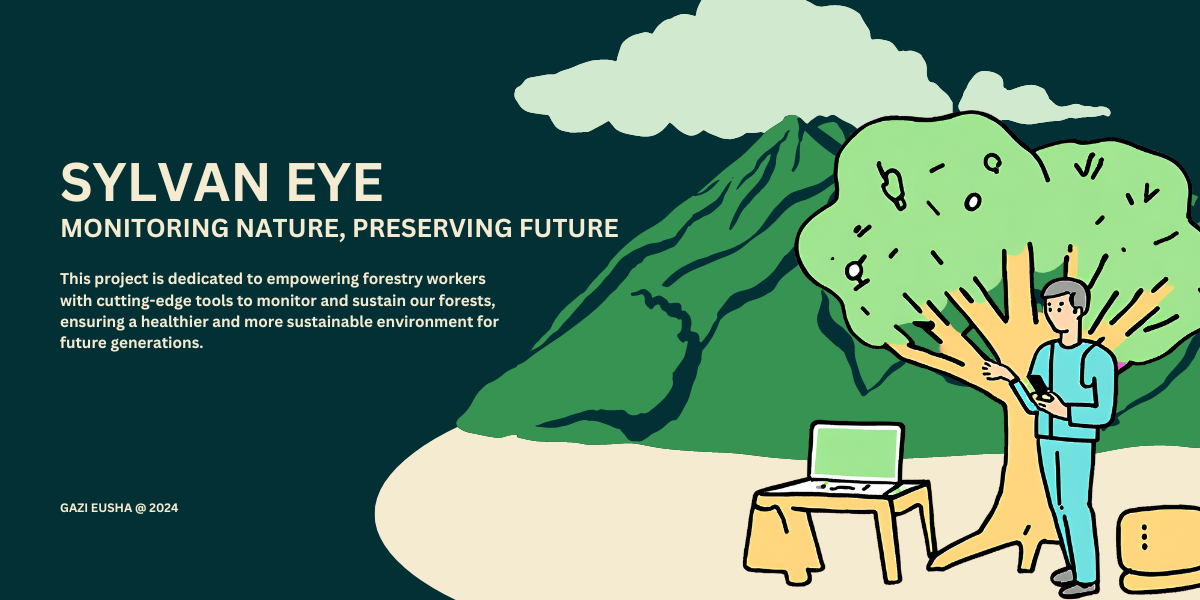 SYLVAN EYE
MONITORING NATURE, PRESERVING FUTURE
This project is dedicated to empowering forestry workers
with cutting-edge tools to monitor and sustain our forests,
ensuring a healthier and more sustainable environment for
future generations.
GAZI EUSHA @ 2024